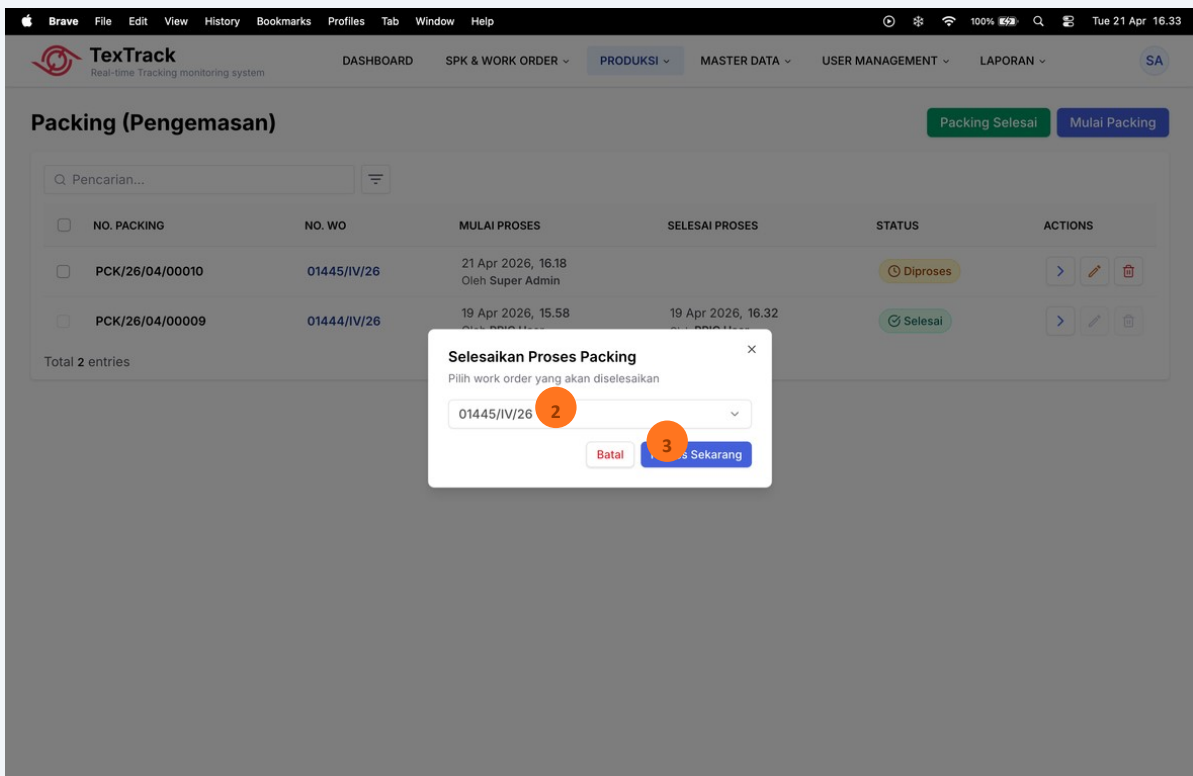 Brave File Edit View History Bookmarks Profiles Tab Window Help 100% Tue 21 Apr 16.33
TexTrack
Real-time Tracking monitoring system
DASHBOARD SPK & WORK ORDER PRODUKSI MASTER DATA USER MANAGEMENT LAPORAN SA
Packing (Pengemasan)
Packing Selesai Mulai Packing
Pencarian...
NO. PACKING NO. WO MULAI PROSES SELESAI PROSES STATUS ACTIONS
PCK/26/04/00010 01445/IV/26 21 Apr 2026, 16.18 Diproses
Oleh Super Admin
PCK/26/04/00009 01444/IV/26 19 Apr 2026, 15.58 19 Apr 2026, 16.32 Selesai
Total 2 entries
Selesaikan Proses Packing
Pilih work order yang akan diselesaikan
01445/IV/26 2
3
Batal Sekarang